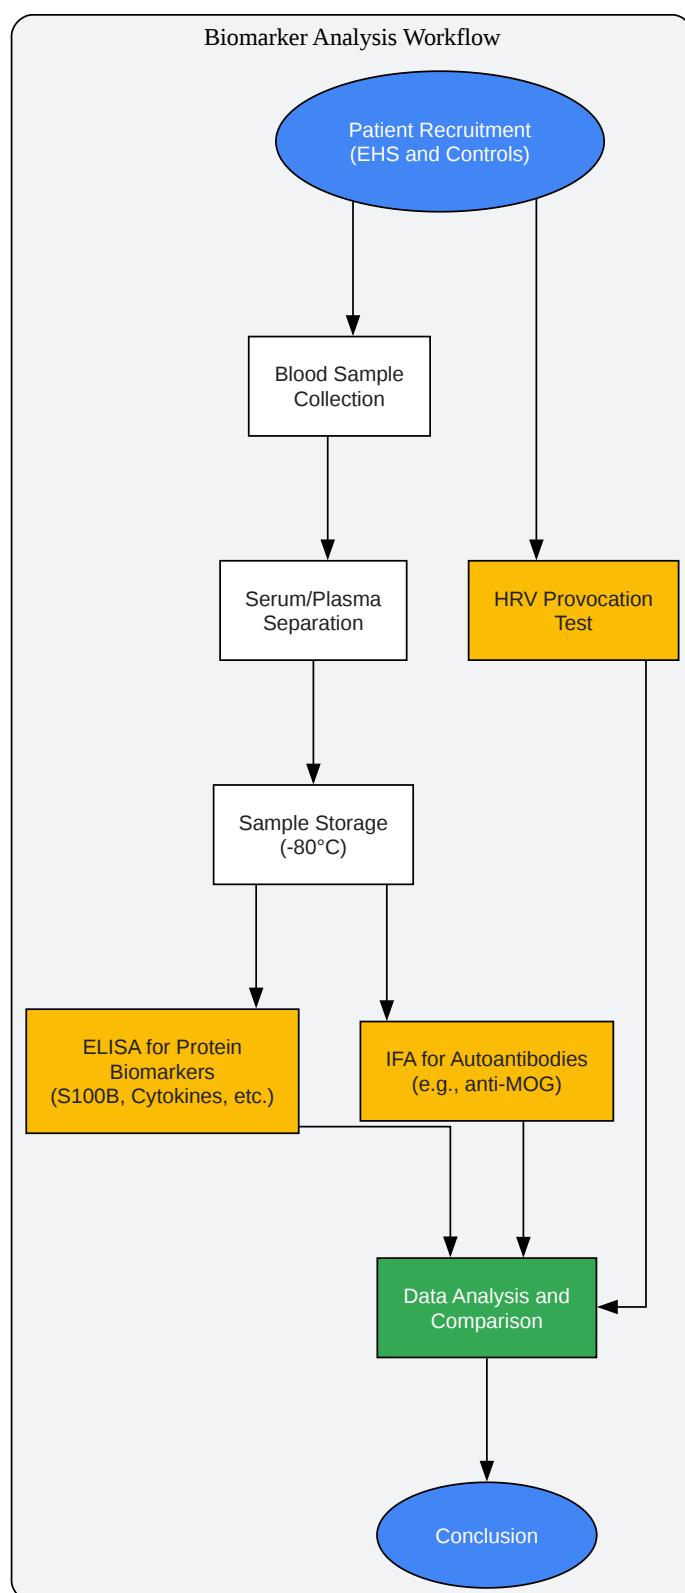 Biomarker Analysis Workflow
Patient Recruitment
(EHS and Controls)
Blood Sample
Collection
Serum/Plasma
Separation
HRV Provocation
Test
Sample Storage
(-80°C)
ELISA for Protein
Biomarkers
(S100B, Cytokines, etc.)
IFA for Autoantibodies
(e.g., anti-MOG)
Data Analysis and
Comparison
Conclusion